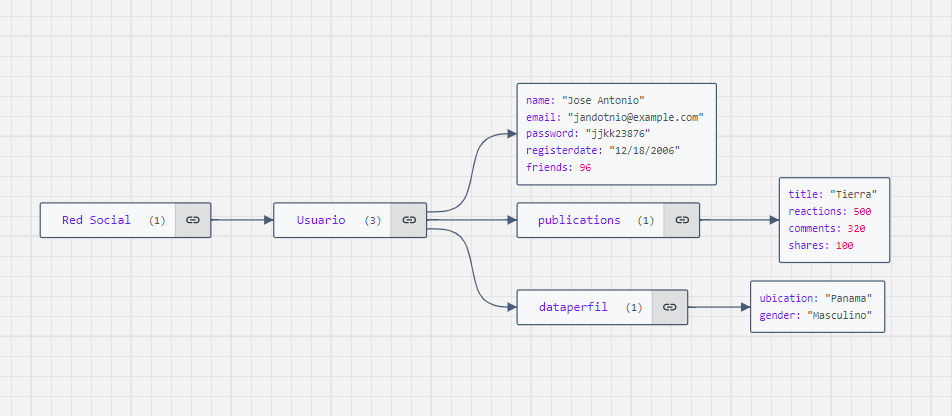 name: "Jose Antonio"
email: "jandotnio@example.com"
password: "jjkk23876"
registerdate: "12/18/2006"
friends: 96
Red Social (1)
Usuario (3)
publications (1)
title: "Tierra"
reactions: 500
comments: 320
shares: 100
dataperfil (1)
ubication: "Panama"
gender: "Masculino"